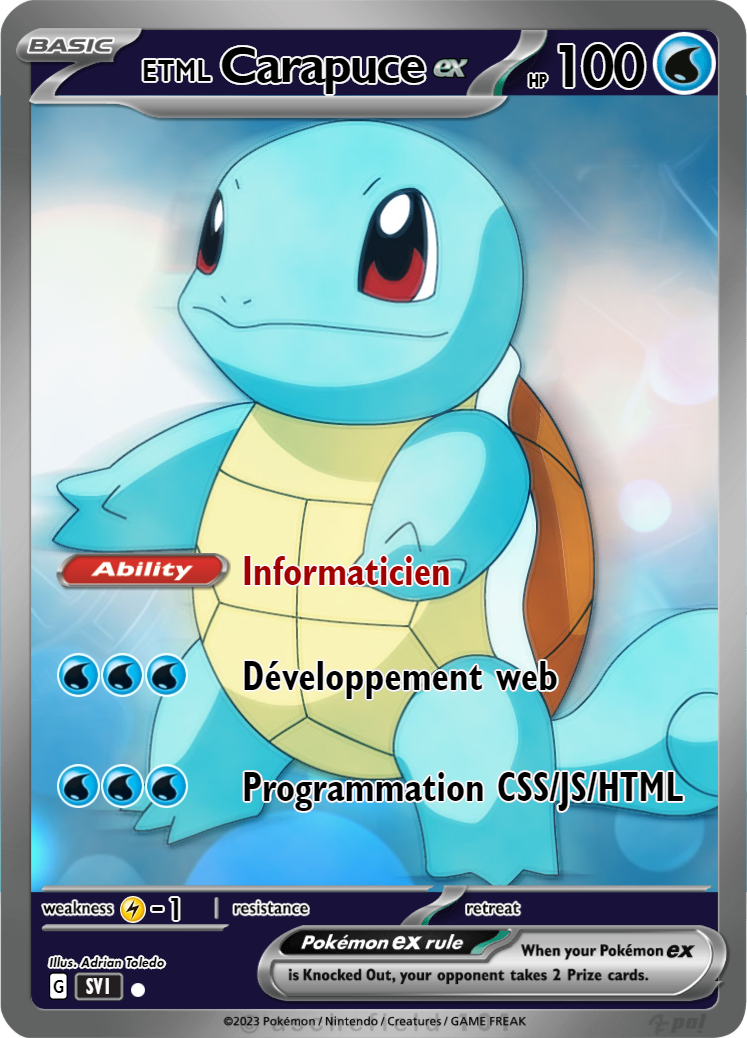 BASIC
ETML Carapuce ex HP 100
Ability Informaticien
Développement web
Programmation CSS/JS/HTML
weakness -1 resistance retreat
Pokémon ex rule When your Pokémon ex
is Knocked Out, your opponent takes 2 Prize cards.
Illus. Adrian Toledo
G SVI
©2023 Pokémon / Nintendo / Creatures / GAME FREAK